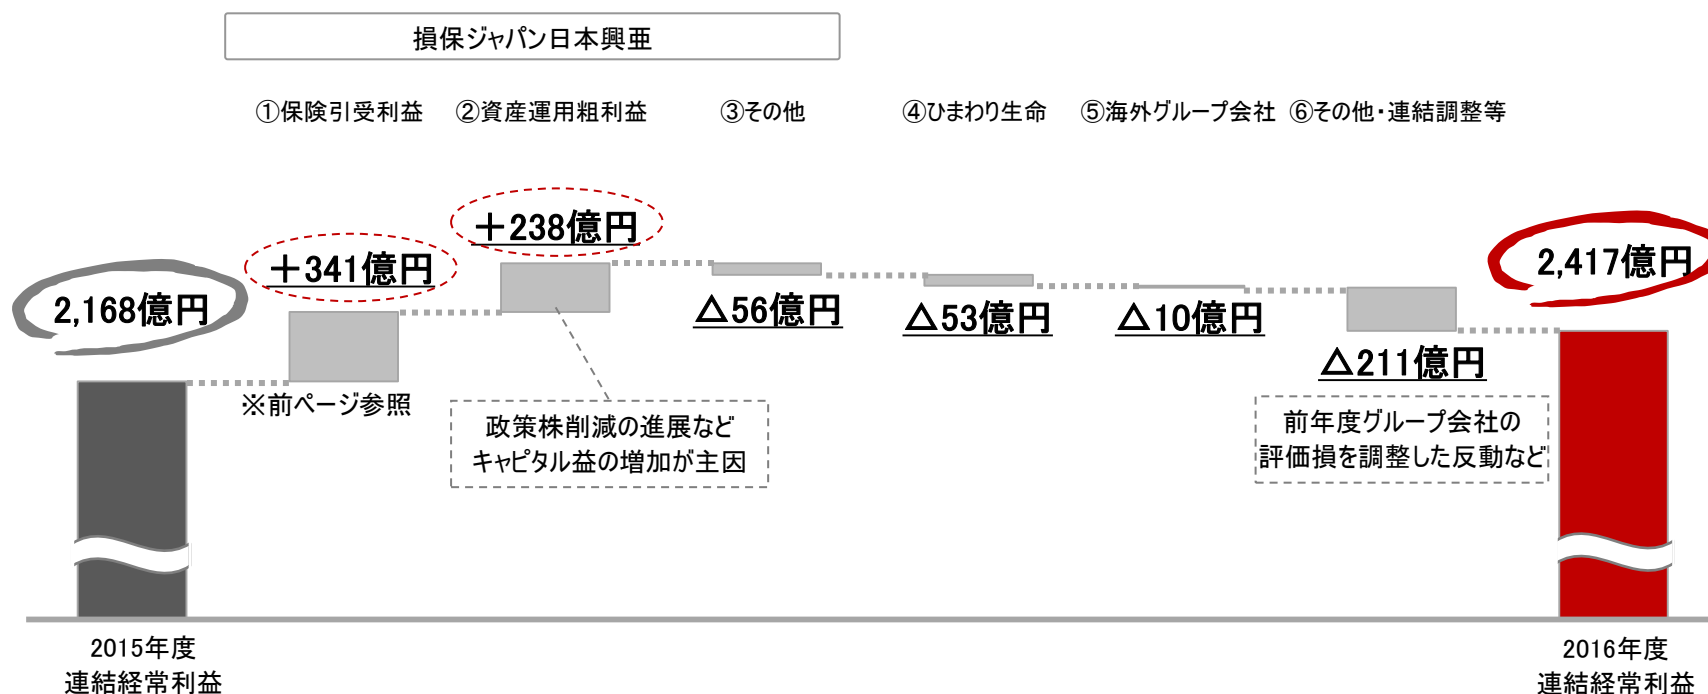 損保ジャパン日本興亜
①保険引受利益 ②資産運用粗利益 ③その他 ④ひまわり生命 ⑤海外グループ会社 ⑥その他・連結調整等
2,168億円
＋341億円
＋238億円
△56億円
△53億円
△10億円
△211億円
2,417億円
※前ページ参照
政策株削減の進展など
キャピタル益の増加が主因
前年度グループ会社の
評価損を調整した反動など
2015年度
連結経常利益
2016年度
連結経常利益